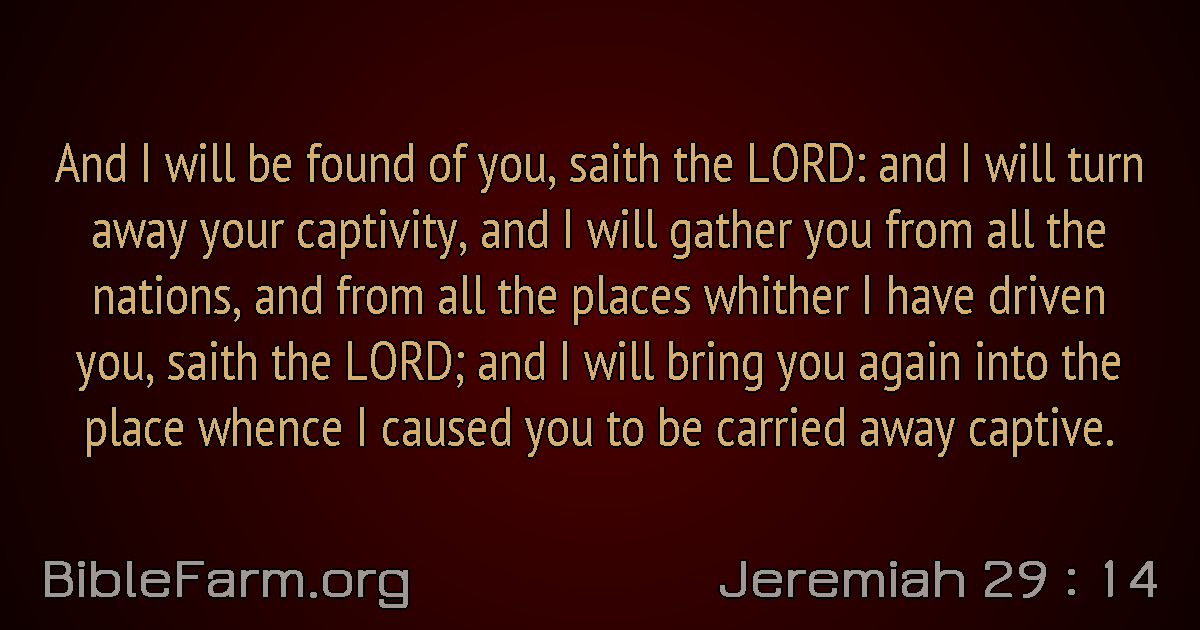 And I will be found of you, saith the LORD: and I will turn
away your captivity, and I will gather you from all the
nations, and from all the places whither I have driven
you, saith the LORD; and I will bring you again into the
place whence I caused you to be carried away captive.
BibleFarm.org
Jeremiah 29 : 14